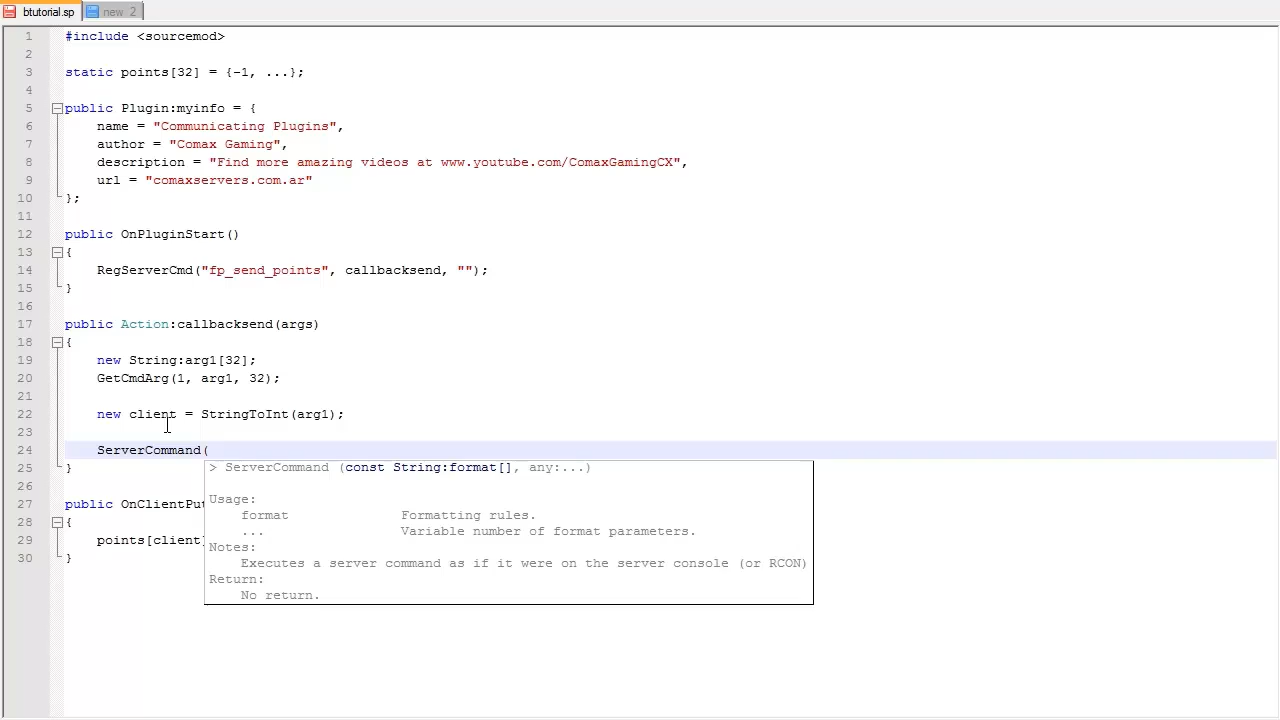 btutorial.sp new 2
1 #include <sourcemod>
2
3 static points[32] = {-1, ...};
4
5 public Plugin:myinfo = {
6 name = "Communicating Plugins",
7 author = "Comax Gaming",
8 description = "Find more amazing videos at www.youtube.com/ComaxGamingCX",
9 url = "comaxservers.com.ar"
10 };
11
12 public OnPluginStart()
13 {
14 RegServerCmd("fp_send_points", callbacksend, "");
15 }
16
17 public Action:callbacksend(args)
18 {
19 new String:arg1[32];
20 GetCmdArg(1, arg1, 32);
21
22 new client = StringToInt(arg1);
23
24 ServerCommand(
25 }
> ServerCommand (const String:format[], any:...)
26
Usage:
27 public OnClientPut
format Formatting rules.
28 {
... Variable number of format parameters.
29 points[client]
Notes:
30 }
Executes a server command as if it were on the server console (or RCON)
Return:
No return.